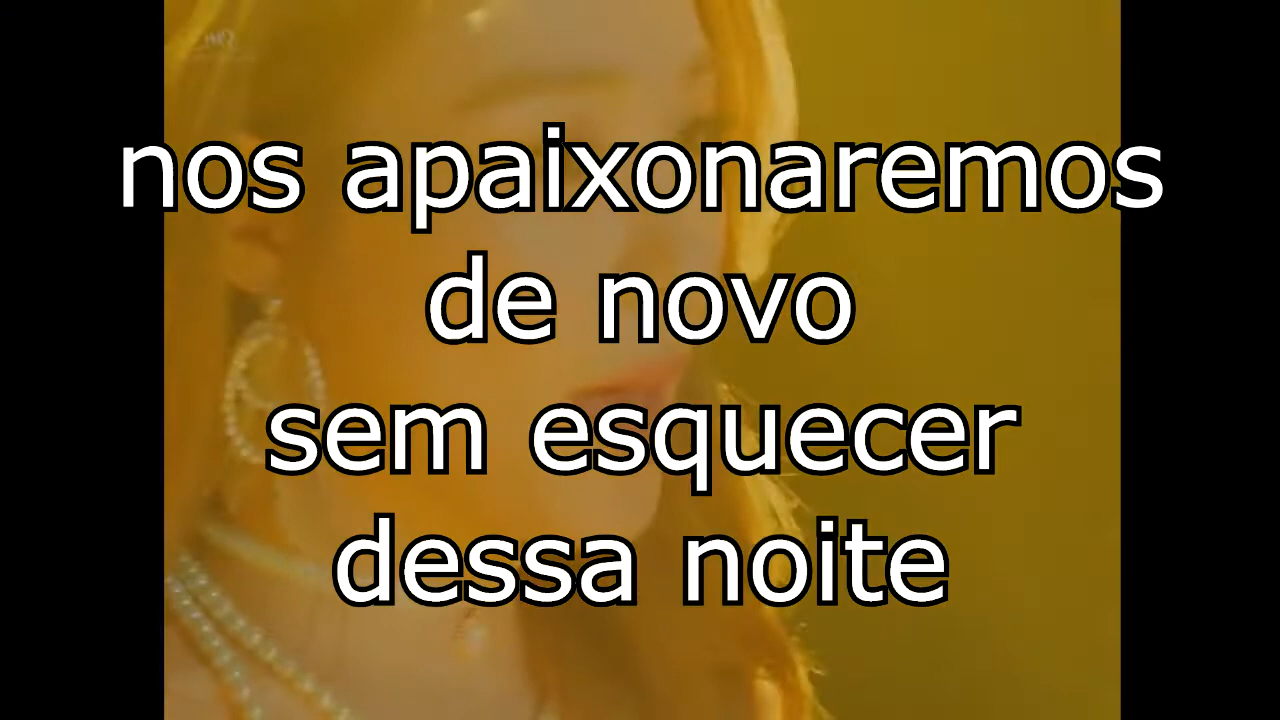 nos apaixonaremos
de novo
sem esquecer
dessa noite